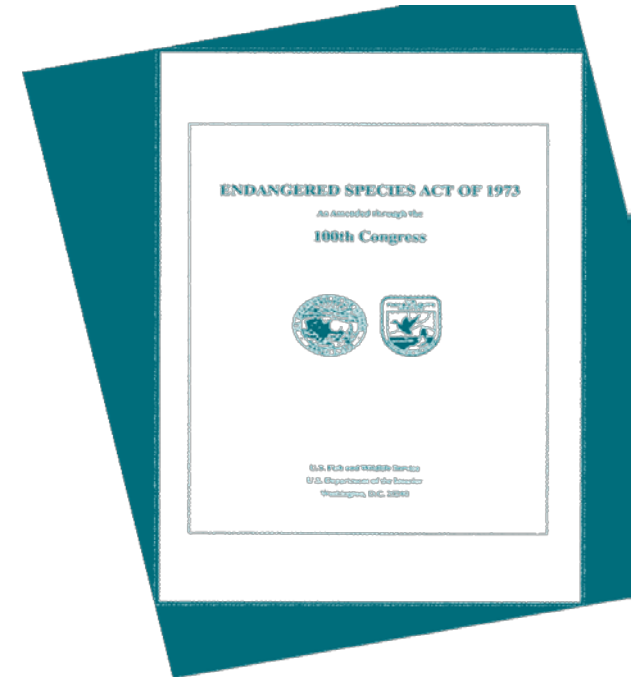 ENDANGERED SPECIES ACT OF 1973
As Amended through the
100th Congress
U.S. Fish and Wildlife Service
U.S. Department of the Interior
Washington, D.C. 20240